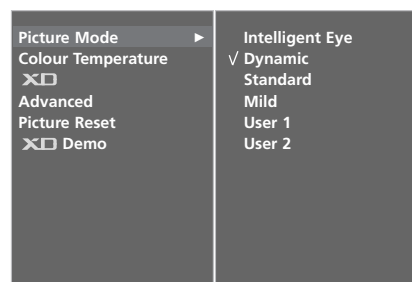 Picture Mode ►
Colour Temperature
XD
Advanced
Picture Reset
XD Demo
Intelligent Eye
√ Dynamic
Standard
Mild
User 1
User 2